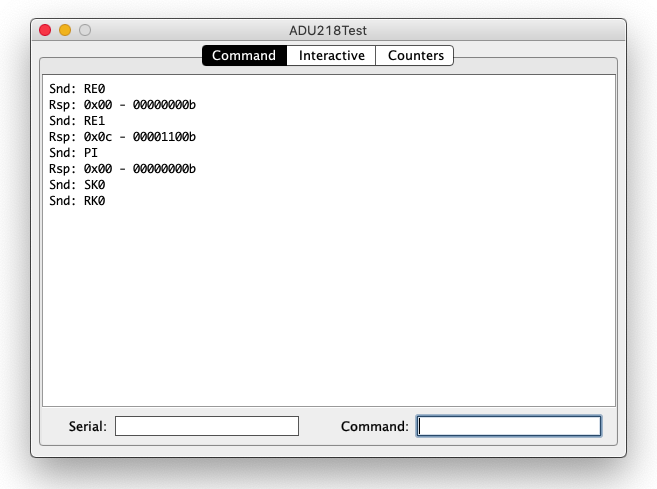 ADU218Test
Command Interactive Counters
Snd: RE0
Rsp: 0x00 - 00000000b
Snd: RE1
Rsp: 0x0c - 00001100b
Snd: PI
Rsp: 0x00 - 00000000b
Snd: SK0
Snd: RK0
Serial: Command: